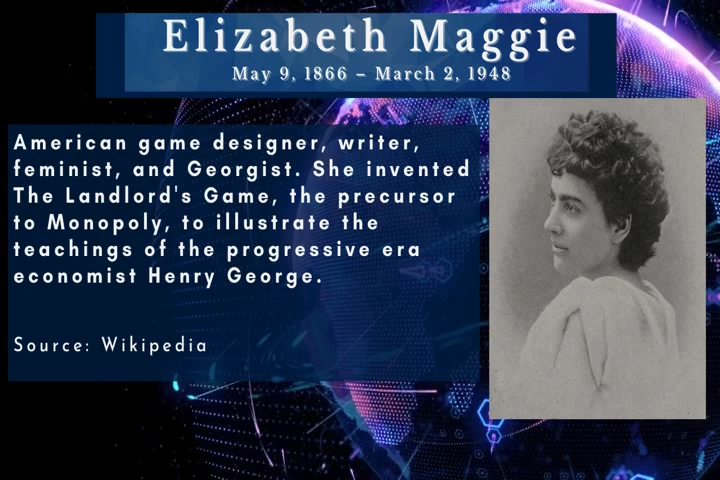 Elizabeth Maggie
May 9, 1866 – March 2, 1948
American game designer, writer,
feminist, and Georgist. She invented
The Landlord's Game, the precursor
to Monopoly, to illustrate the
teachings of the progressive era
economist Henry George.
Source: Wikipedia